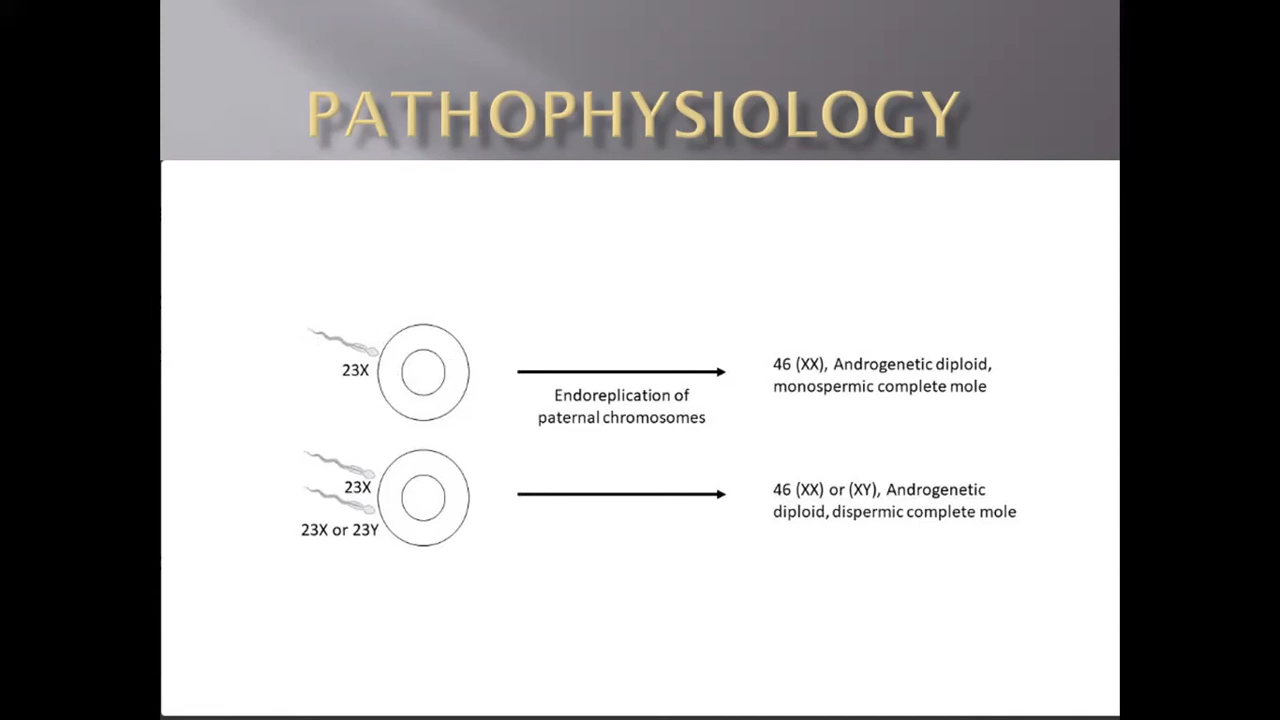 PATHOPHYSIOLOGY
23X
Endoreplication of
paternal chromosomes
46 (XX), Androgenetic diploid,
monospermic complete mole
23X
23X or 23Y
46 (XX) or (XY), Androgenetic
diploid, dispermic complete mole